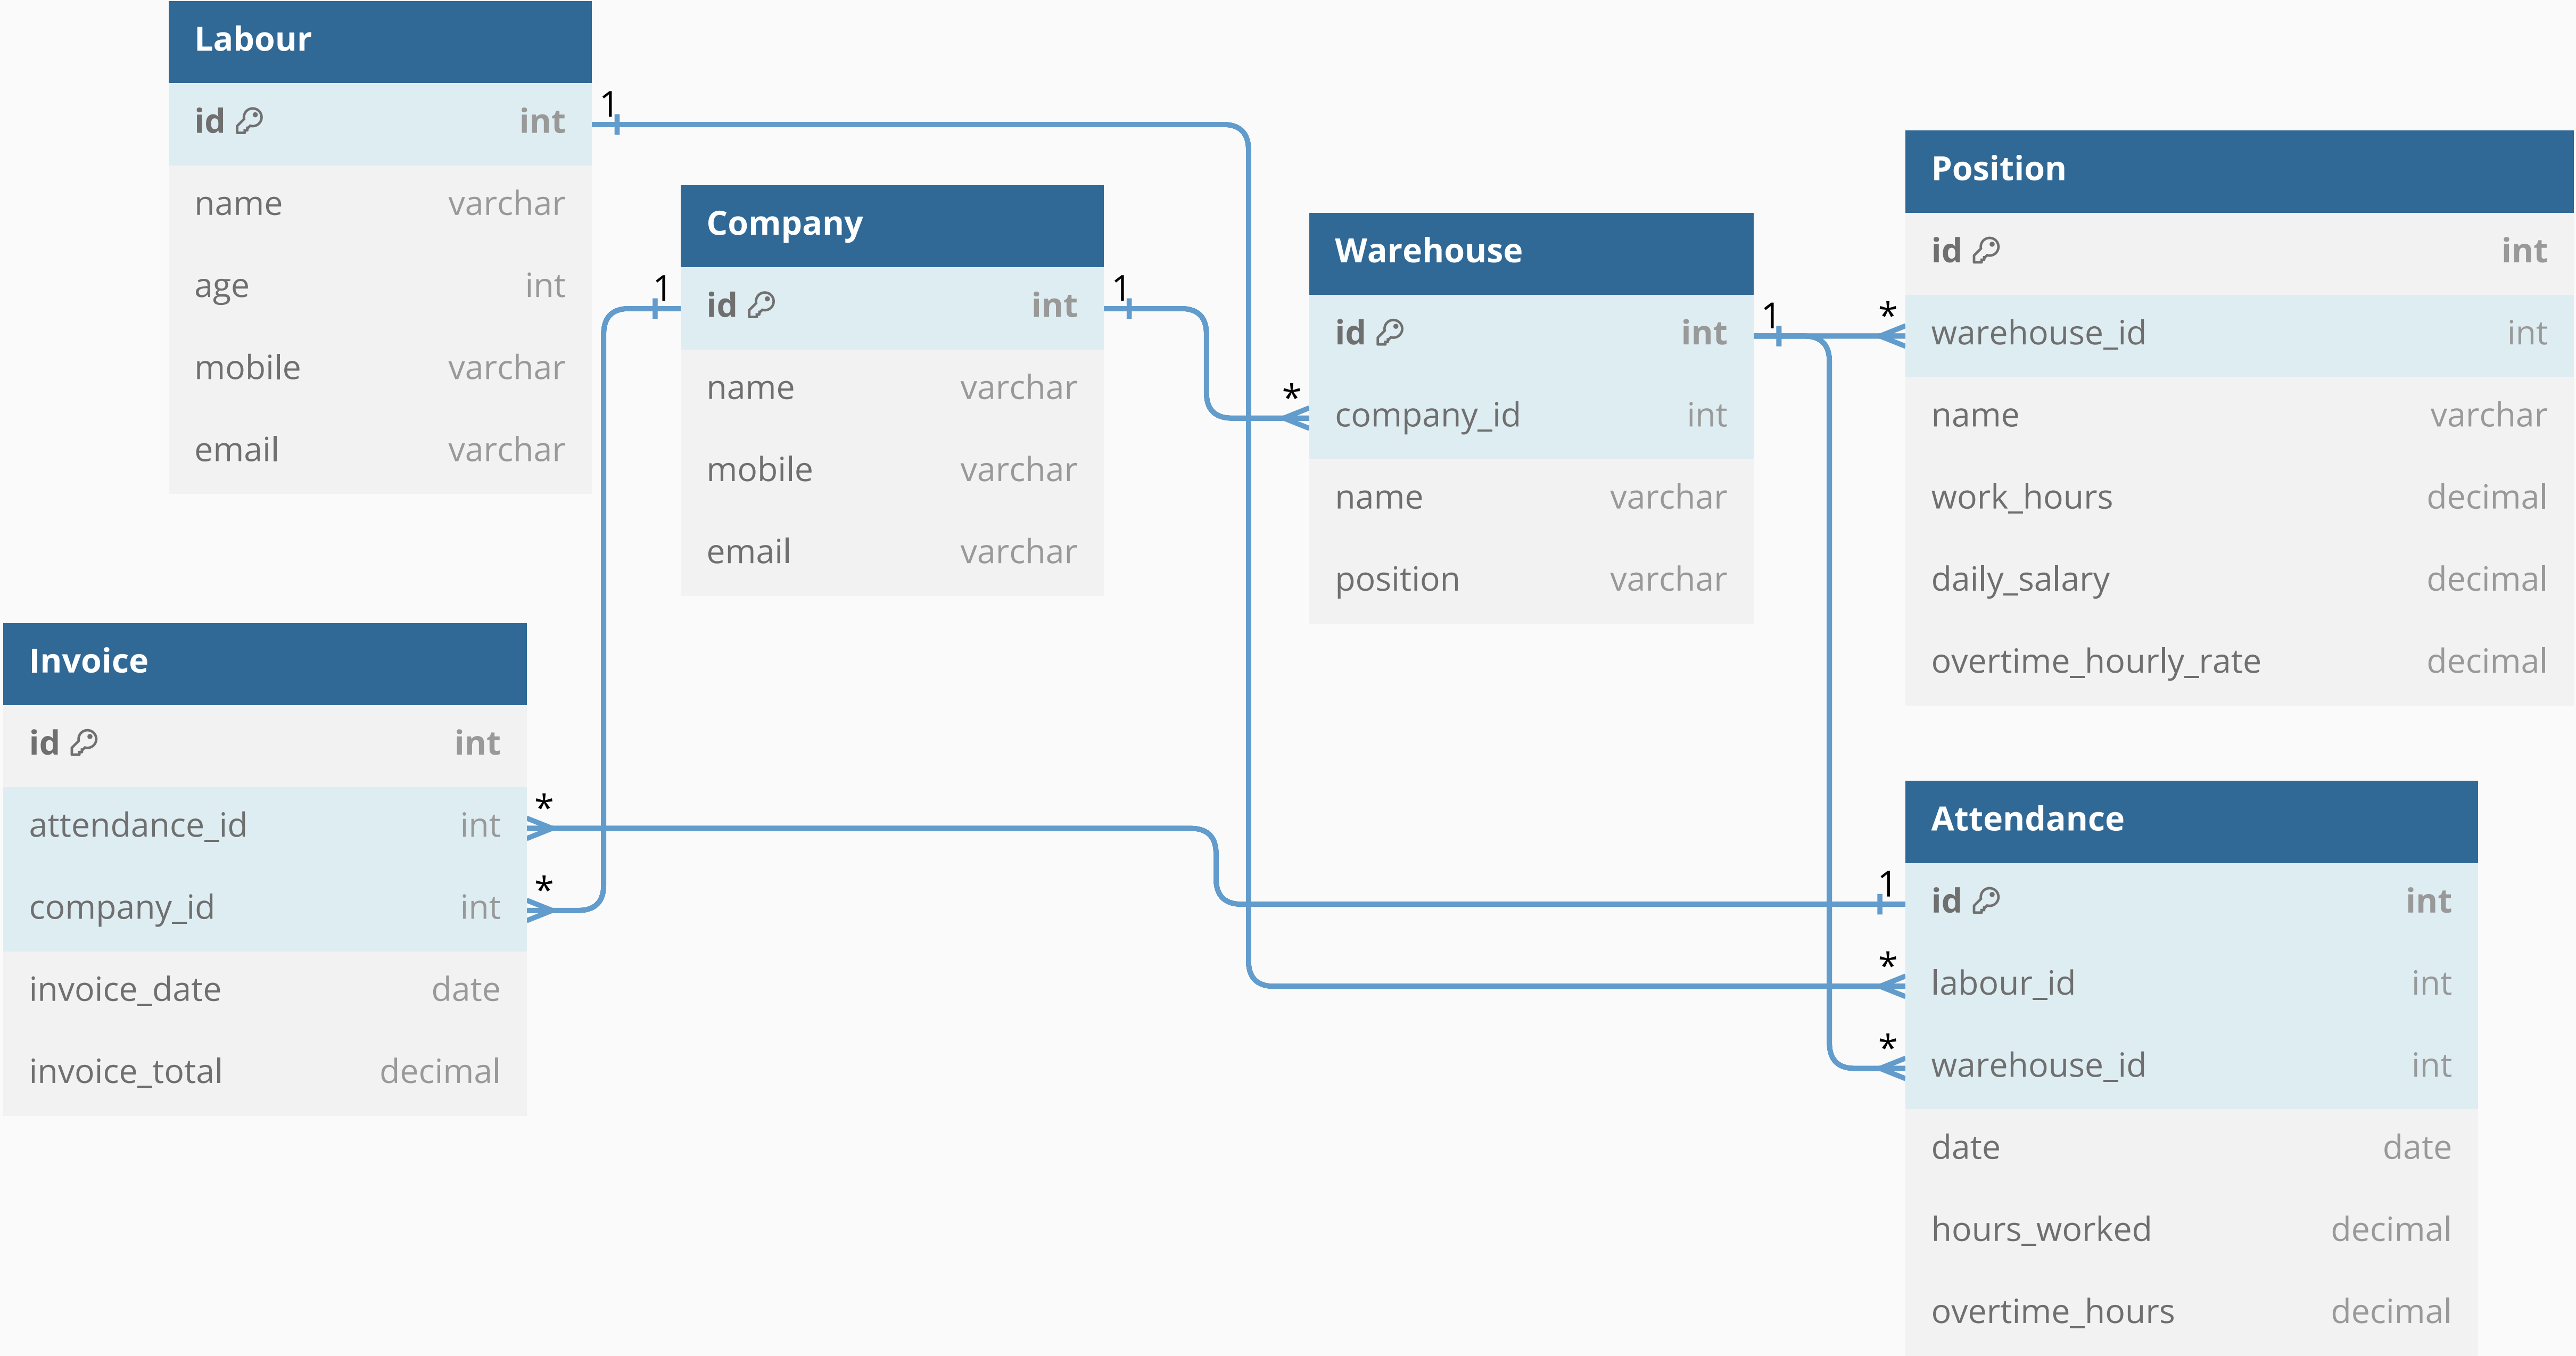 Labour
id int
name varchar
age int
mobile varchar
email varchar
1
Company
1 id int 1
name varchar
mobile varchar
email varchar
Warehouse
id int 1
* company_id int
name varchar
position varchar
Position
id int
* warehouse_id int
name varchar
work_hours decimal
daily_salary decimal
overtime_hourly_rate decimal
Invoice
id int
attendance_id int *
company_id int *
invoice_date date
invoice_total decimal
Attendance
1 id int
* labour_id int
* warehouse_id int
date date
hours_worked decimal
overtime_hours decimal